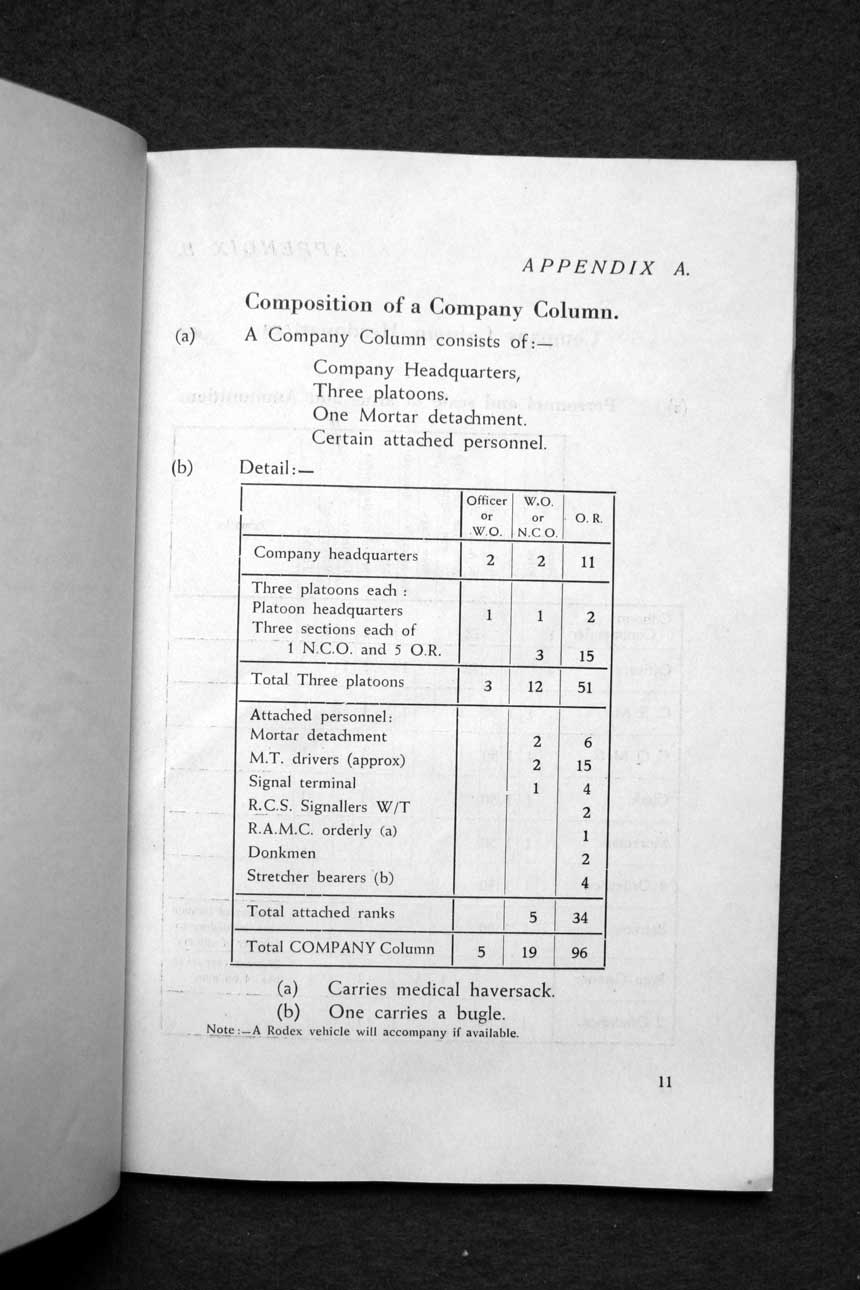 APPENDIX A.
Composition of a Company Column.
(a) A Company Column consists of:—
Company Headquarters,
Three platoons.
One Mortar detachment.
Certain attached personnel.
(b) Detail:—
Officer or W.O. W.O. or N.C O. O. R.
Company headquarters 2 2 11
Three platoons each :
Platoon headquarters 1 1 2
Three sections each of
1 N.C.O. and 5 O.R. 3 15
Total Three platoons 3 12 51
Attached personnel:
Mortar detachment 2 6
M.T. drivers (approx) 2 15
Signal terminal 1 4
R.C.S. Signallers W/T 2
R.A.M.C. orderly (a) 1
Donkmen 2
Stretcher bearers (b) 4
Total attached ranks 5 34
Total COMPANY Column 5 19 96
(a) Carries medical haversack.
(b) One carries a bugle.
Note:—A Rodex vehicle will accompany if available.
11